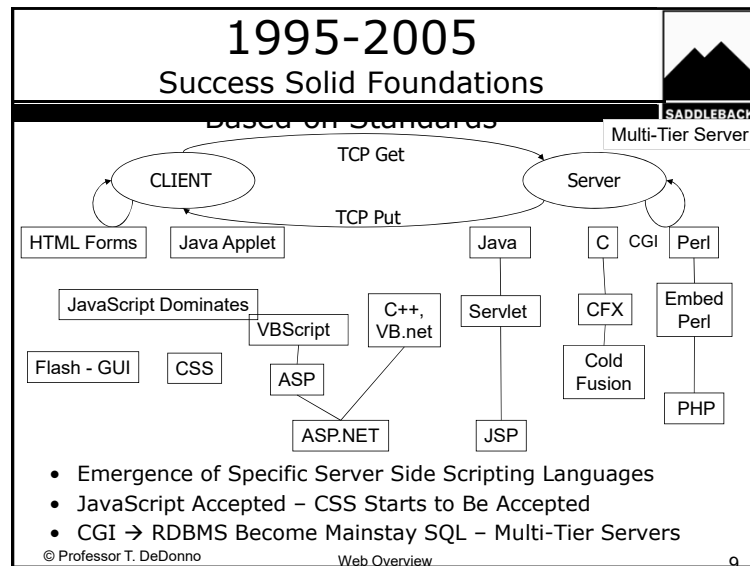 1995-2005
Success Solid Foundations
Based on Standards
SADDLEBACK
Multi-Tier Server
TCP Get
CLIENT
Server
TCP Put
HTML Forms
Java Applet
Java
C
CGI
Perl
JavaScript Dominates
VBScript
C++,
VB.net
Servlet
CFX
Embed
Perl
Flash - GUI
CSS
ASP
Cold
Fusion
PHP
ASP.NET
JSP
• Emergence of Specific Server Side Scripting Languages
• JavaScript Accepted – CSS Starts to Be Accepted
• CGI → RDBMS Become Mainstay SQL – Multi-Tier Servers
© Professor T. DeDonno
Web Overview
9